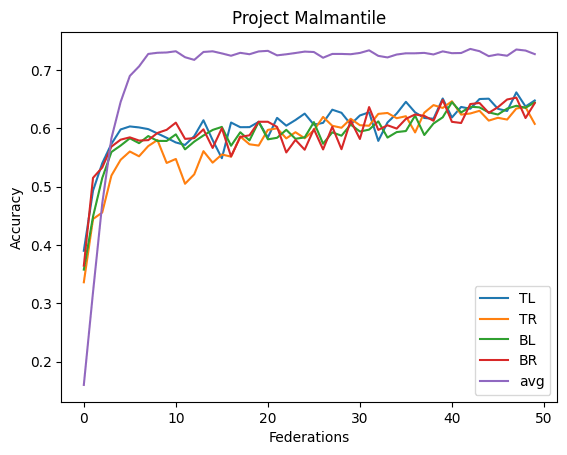 Project Malmantile
Accuracy
0.7
0.6
0.5
0.4
0.3
0.2
0 10 20 30 40 50
Federations
TL
TR
BL
BR
avg